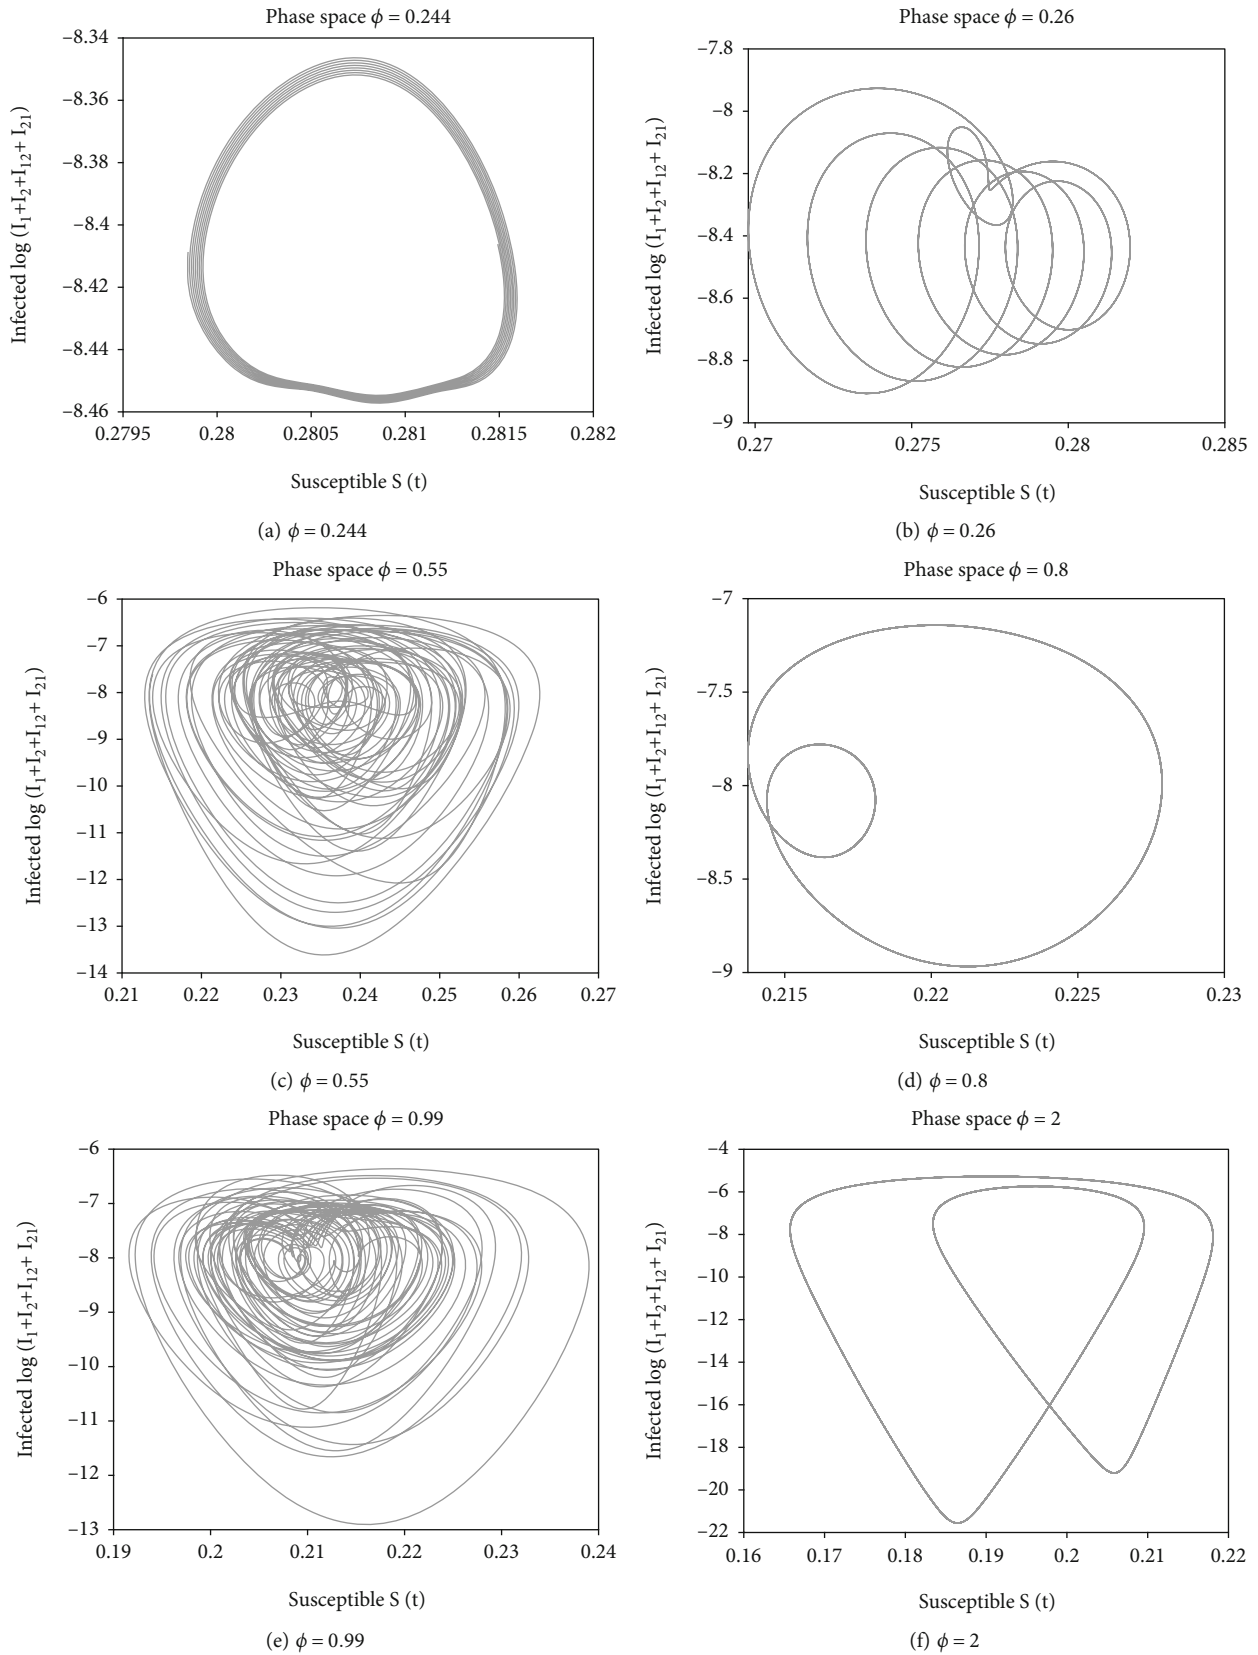 Phase space ϕ = 0.244
Infected log (I₁+I₂+I₁₂+ I₂₁)
−8.34
−8.36
−8.38
−8.4
−8.42
−8.44
−8.46
0.2795 0.28 0.2805 0.281 0.2815 0.282
Susceptible S (t)
(a) ϕ = 0.244
Phase space ϕ = 0.26
Infected log (I₁+I₂+I₁₂+ I₂₁)
−7.8
−8
−8.2
−8.4
−8.6
−8.8
−9
0.27 0.275 0.28 0.285
Susceptible S (t)
(b) ϕ = 0.26
Phase space ϕ = 0.55
Infected log (I₁+I₂+I₁₂+ I₂₁)
−6
−7
−8
−9
−10
−11
−12
−13
−14
0.21 0.22 0.23 0.24 0.25 0.26 0.27
Susceptible S (t)
(c) ϕ = 0.55
Phase space ϕ = 0.8
Infected log (I₁+I₂+I₁₂+ I₂₁)
−7
−7.5
−8
−8.5
−9
0.215 0.22 0.225 0.23
Susceptible S (t)
(d) ϕ = 0.8
Phase space ϕ = 0.99
Infected log (I₁+I₂+I₁₂+ I₂₁)
−6
−7
−8
−9
−10
−11
−12
−13
0.19 0.2 0.21 0.22 0.23 0.24
Susceptible S (t)
(e) ϕ = 0.99
Phase space ϕ = 2
Infected log (I₁+I₂+I₁₂+ I₂₁)
−4
−6
−8
−10
−12
−14
−16
−18
−20
−22
0.16 0.17 0.18 0.19 0.2 0.21 0.22
Susceptible S (t)
(f) ϕ = 2